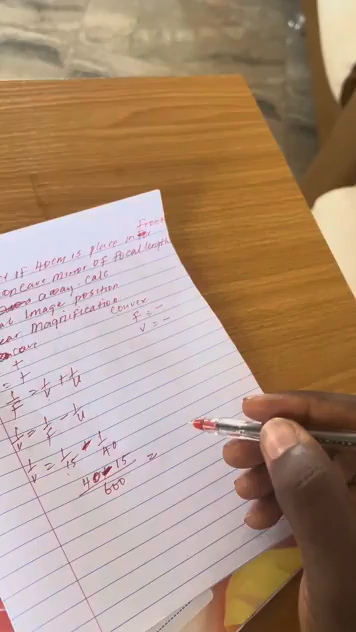 of 40cm is place in front
concave mirror of focal length
away. calc
Image position
Magnification
convex
f = -
v = -
1/f = 1/v + 1/u
1/v = 1/f - 1/u
1/v = 1/15 - 1/40
40 - 15 / 600 =